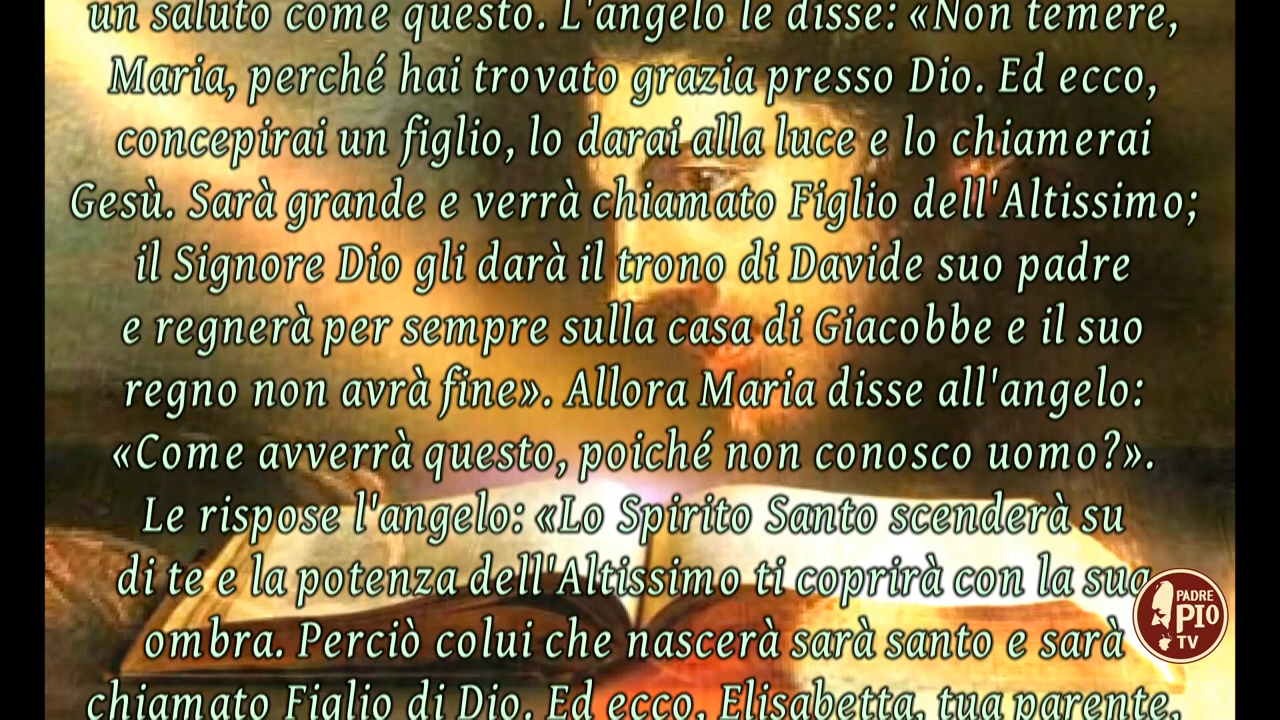 un saluto come questo. L'angelo le disse: «Non temere,
Maria, perché hai trovato grazia presso Dio. Ed ecco,
concepirai un figlio, lo darai alla luce e lo chiamerai
Gesù. Sarà grande e verrà chiamato Figlio dell'Altissimo;
il Signore Dio gli darà il trono di Davide suo padre
e regnerà per sempre sulla casa di Giacobbe e il suo
regno non avrà fine». Allora Maria disse all'angelo:
«Come avverrà questo, poiché non conosco uomo?».
Le rispose l'angelo: «Lo Spirito Santo scenderà su
di te e la potenza dell'Altissimo ti coprirà con la sua
ombra. Perciò colui che nascerà sarà santo e sarà
chiamato Figlio di Dio. Ed ecco, Elisabetta, tua parente,
PADRE
PIO
TV